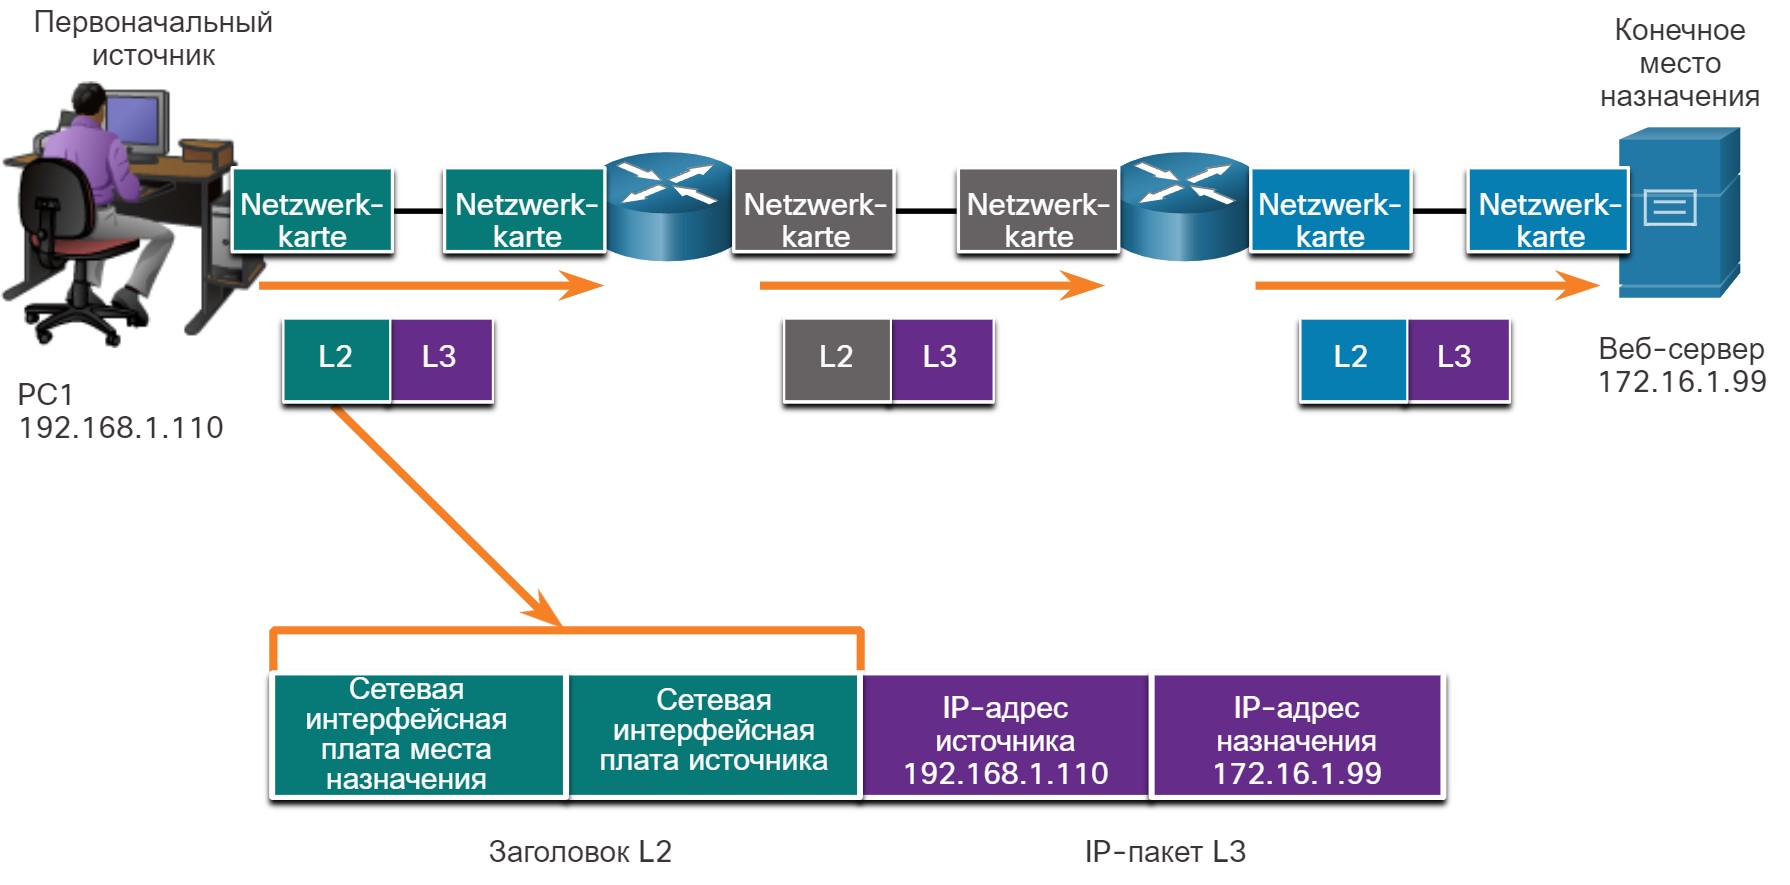 Первоначальный
источник
Конечное
место
назначения
Netzwerk-
karte
Netzwerk-
karte
Netzwerk-
karte
Netzwerk-
karte
Netzwerk-
karte
Netzwerk-
karte
L2
L3
L2
L3
L2
L3
PC1
192.168.1.110
Веб-сервер
172.16.1.99
Сетевая
интерфейсная
плата места
назначения
Сетевая
интерфейсная
плата источника
IP-адрес
источника
192.168.1.110
IP-адрес
назначения
172.16.1.99
Заголовок L2
IP-пакет L3